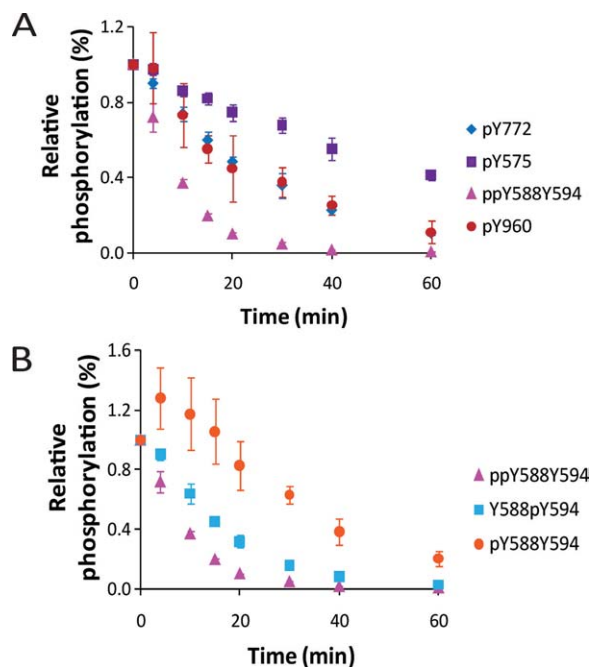 A
Relative
phosphorylation (%)
1.2
0.8
0.4
0.0
0
20
40
60
Time (min)
pY772
pY575
ppY588Y594
pY960
B
Relative
phosphorylation (%)
1.6
1.2
0.8
0.4
0.0
0
20
40
60
Time (min)
ppY588Y594
Y588pY594
pY588Y594